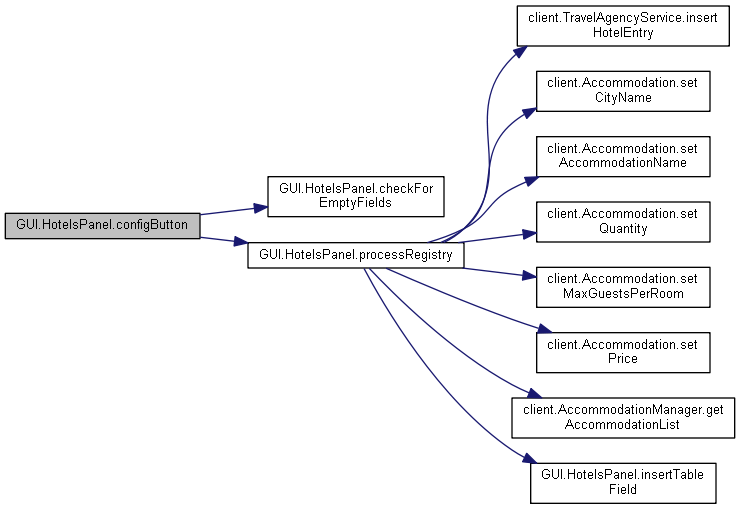 client.TravelAgencyService.insert
HotelEntry
client.Accommodation.set
CityName
client.Accommodation.set
AccommodationName
GUI.HotelsPanel.checkFor
EmptyFields
GUI.HotelsPanel.configButton
client.Accommodation.set
Quantity
GUI.HotelsPanel.processRegistry
client.Accommodation.set
MaxGuestsPerRoom
client.Accommodation.set
Price
client.AccommodationManager.get
AccommodationList
GUI.HotelsPanel.insertTable
Field